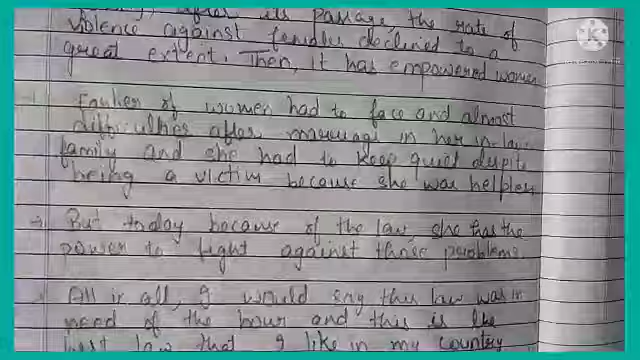 after its passage, the rate of
violence against females declined to a
great extent. Then, it has empowered women
Earlier women had to face and almost
difficulties after marriage in her in-law
family and she had to keep quiet despite
being a victim because she was helpless
→ But today because of the law, she has the
power to fight against those problems.
All in all, I would say this law was in
need of the hour and this is the
best law that I like in my country